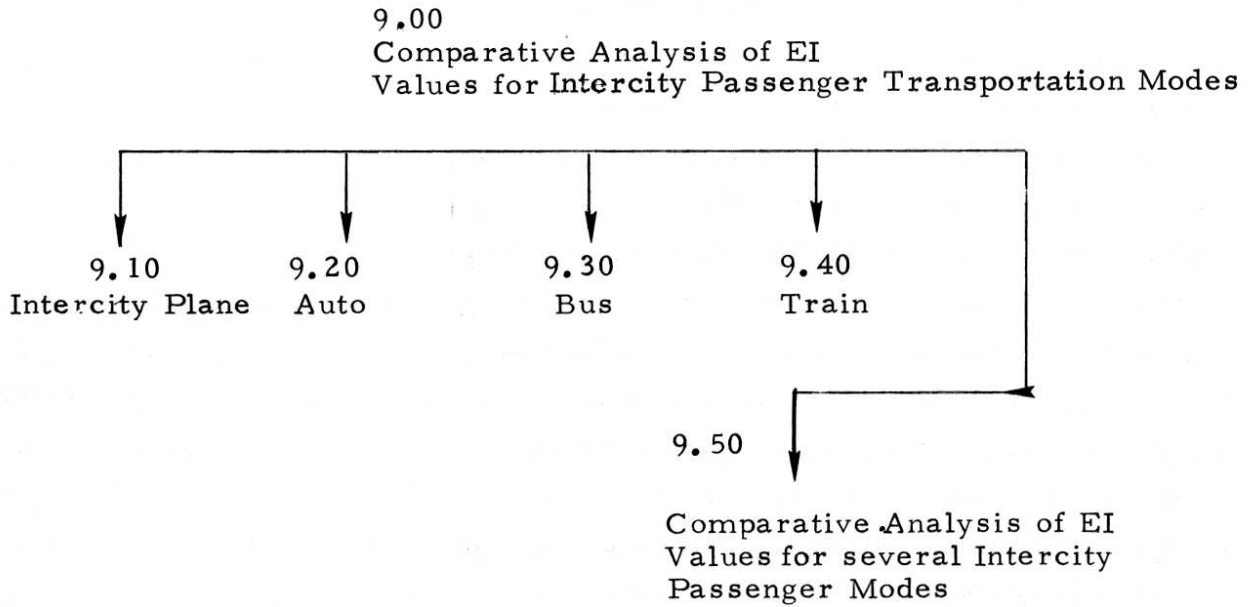 9.00
Comparative Analysis of EI
Values for Intercity Passenger Transportation Modes
9.10 9.20 9.30 9.40
Intercity Plane Auto Bus Train
9.50
Comparative Analysis of EI
Values for several Intercity
Passenger Modes